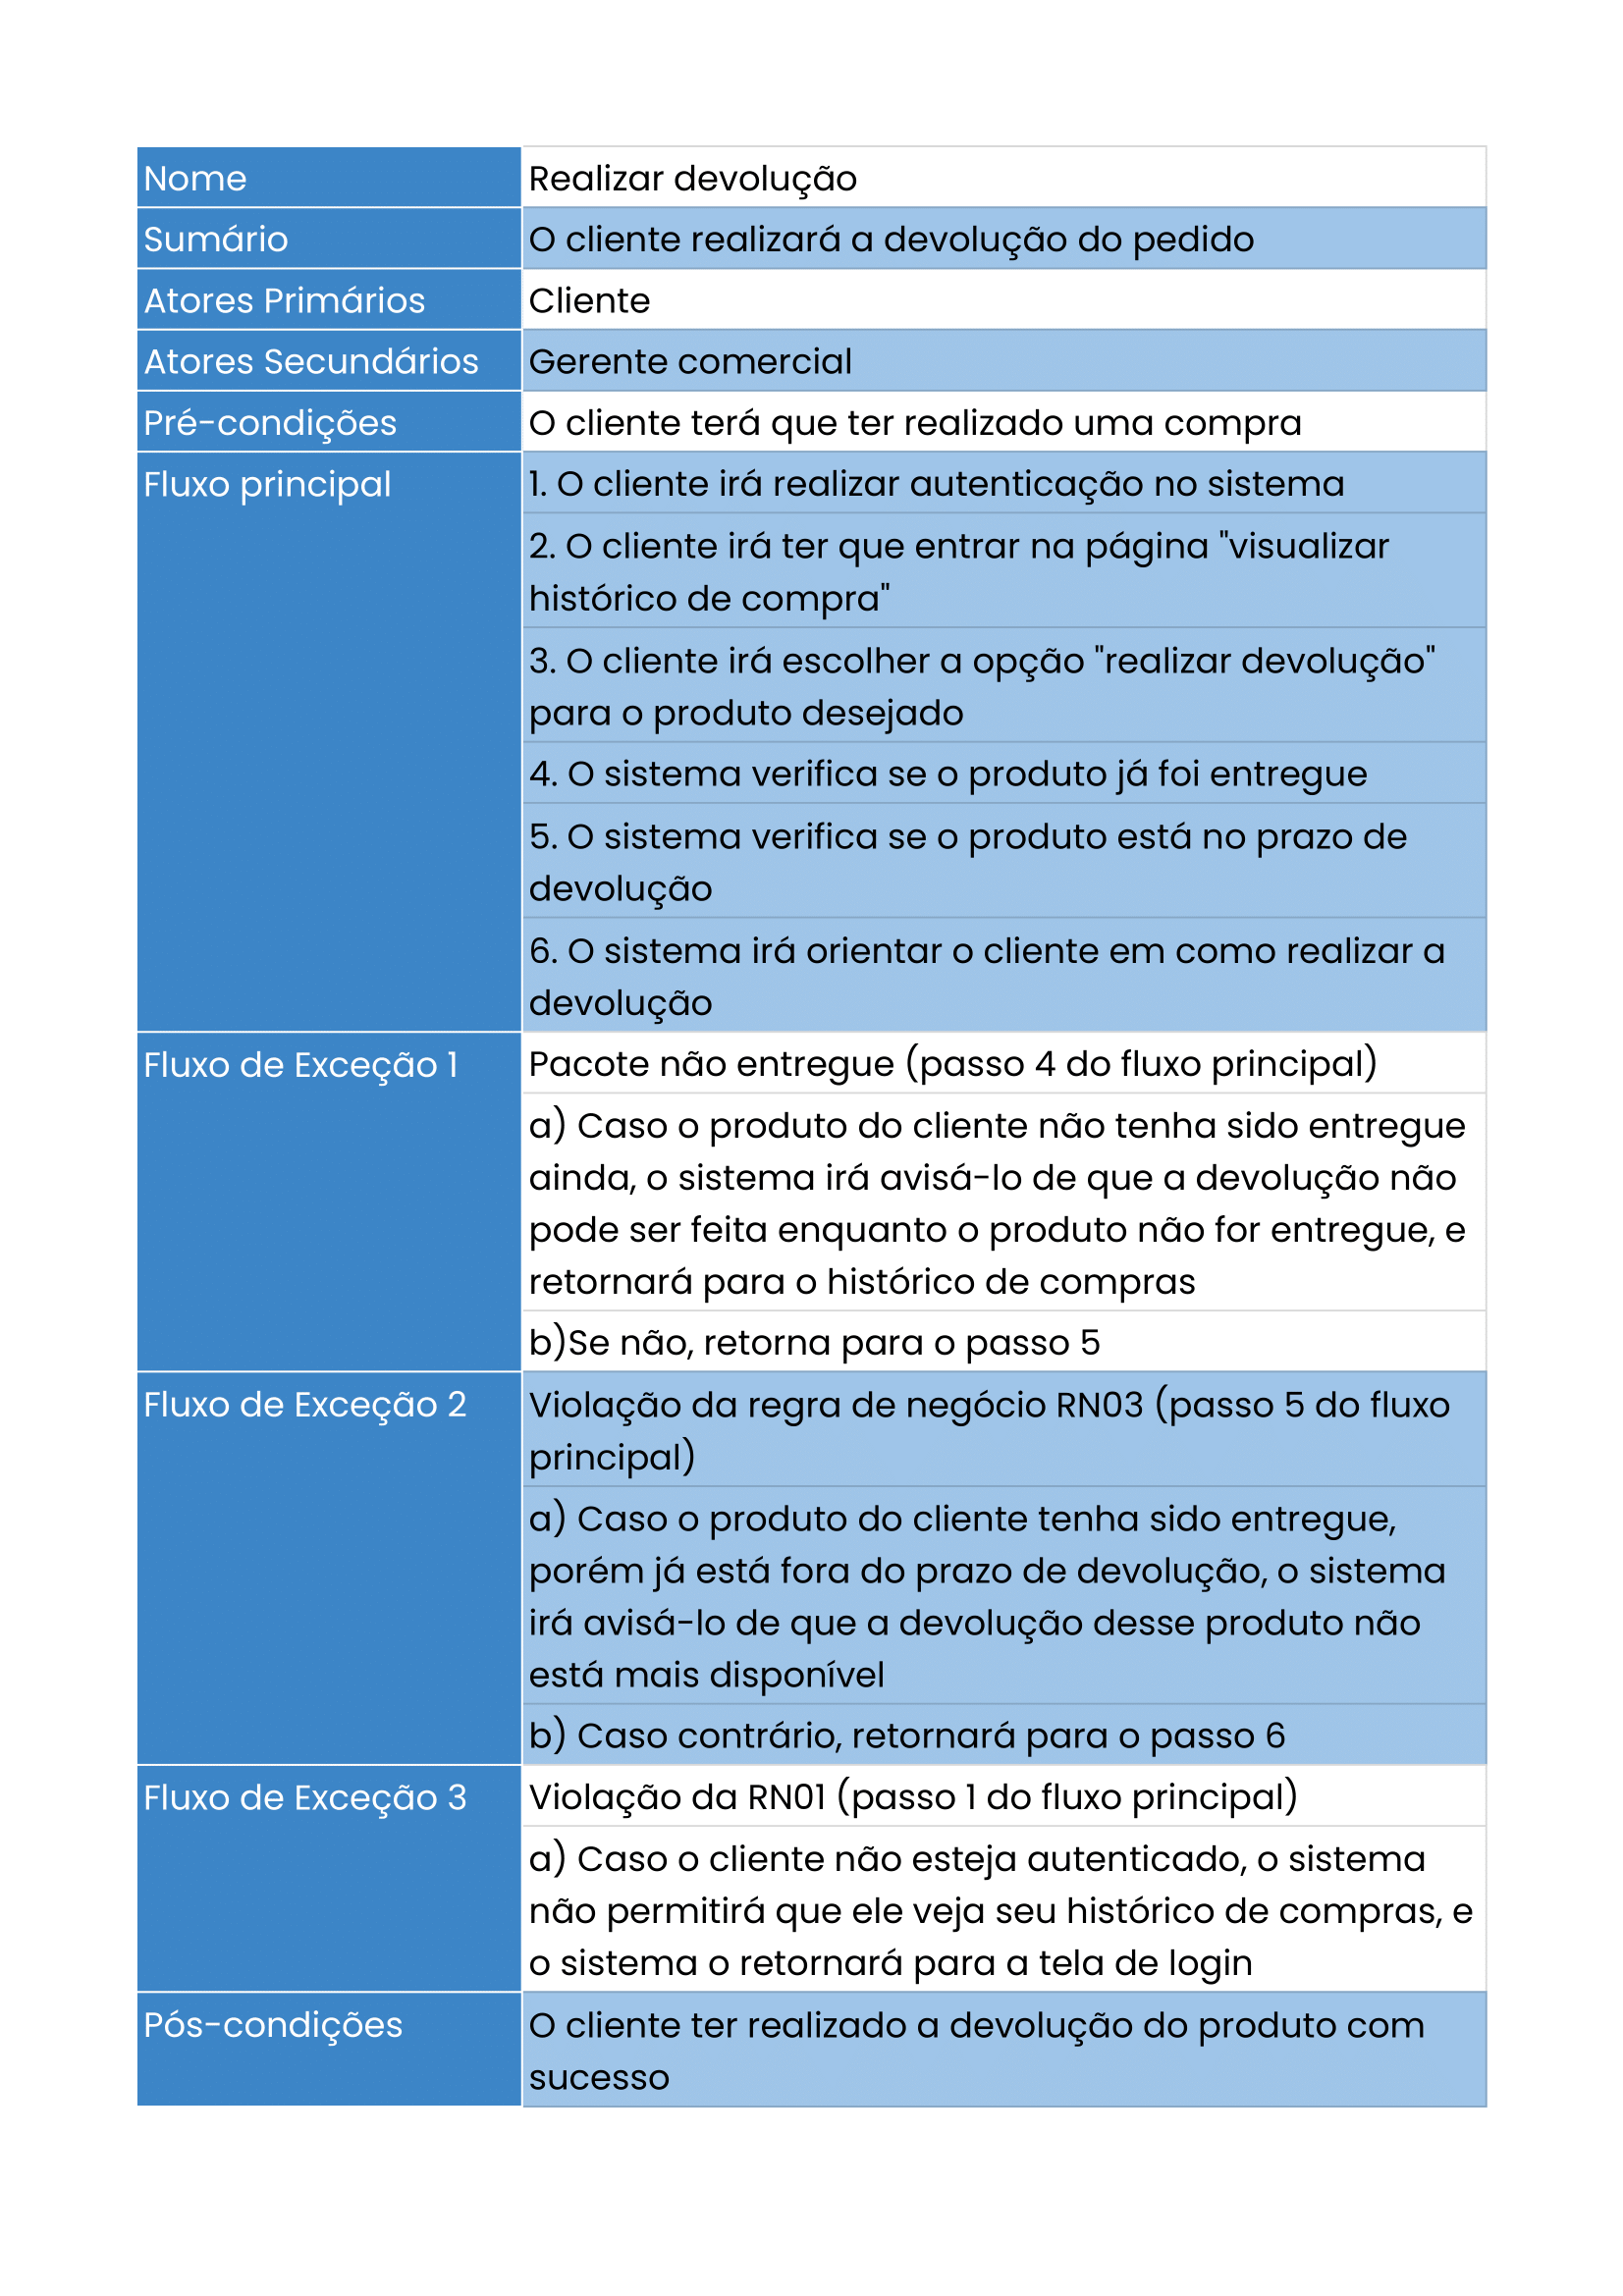 Nome
Realizar devolução
Sumário
O cliente realizará a devolução do pedido
Atores Primários
Cliente
Atores Secundários
Gerente comercial
Pré-condições
O cliente terá que ter realizado uma compra
Fluxo principal
1. O cliente irá realizar autenticação no sistema
2. O cliente irá ter que entrar na página "visualizar
histórico de compra"
3. O cliente irá escolher a opção "realizar devolução"
para o produto desejado
4. O sistema verifica se o produto já foi entregue
5. O sistema verifica se o produto está no prazo de
devolução
6. O sistema irá orientar o cliente em como realizar a
devolução
Fluxo de Exceção 1
Pacote não entregue (passo 4 do fluxo principal)
a) Caso o produto do cliente não tenha sido entregue
ainda, o sistema irá avisá-lo de que a devolução não
pode ser feita enquanto o produto não for entregue, e
retornará para o histórico de compras
b)Se não, retorna para o passo 5
Fluxo de Exceção 2
Violação da regra de negócio RN03 (passo 5 do fluxo
principal)
a) Caso o produto do cliente tenha sido entregue,
porém já está fora do prazo de devolução, o sistema
irá avisá-lo de que a devolução desse produto não
está mais disponível
b) Caso contrário, retornará para o passo 6
Fluxo de Exceção 3
Violação da RN01 (passo 1 do fluxo principal)
a) Caso o cliente não esteja autenticado, o sistema
não permitirá que ele veja seu histórico de compras, e
o sistema o retornará para a tela de login
Pós-condições
O cliente ter realizado a devolução do produto com
sucesso